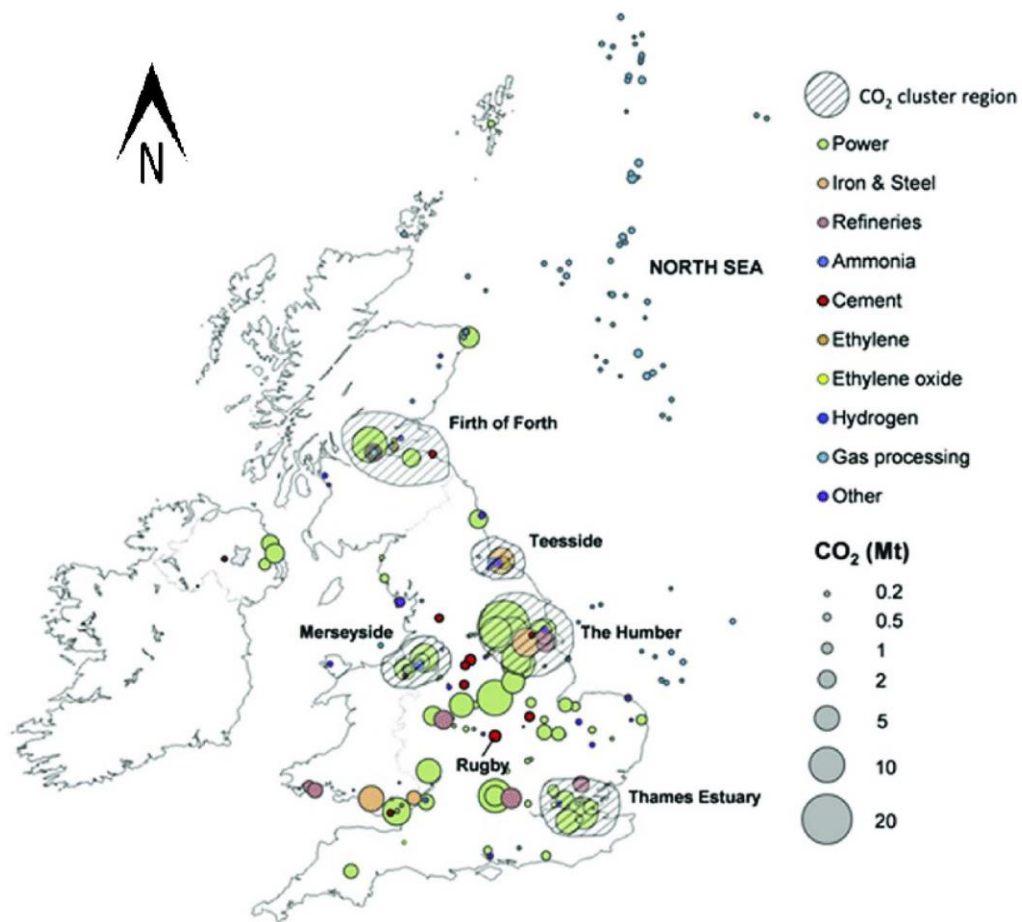 N
NORTH SEA
Firth of Forth
Teesside
Merseyside
The Humber
Rugby
Thames Estuary
CO₂ cluster region
Power
Iron & Steel
Refineries
Ammonia
Cement
Ethylene
Ethylene oxide
Hydrogen
Gas processing
Other
CO₂ (Mt)
0.2
0.5
1
2
5
10
20